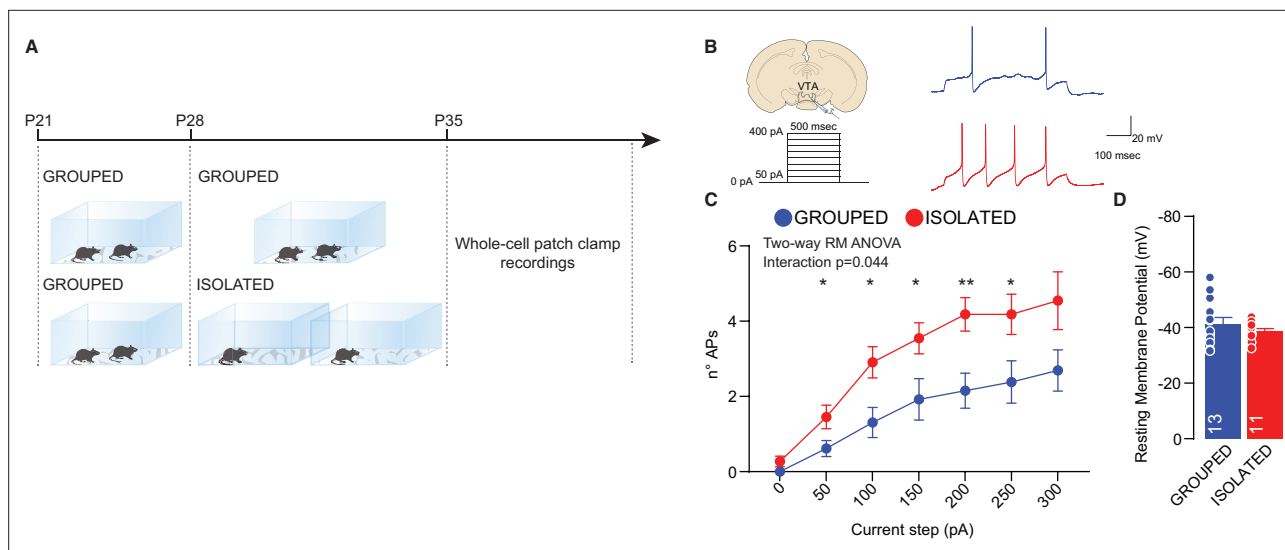 A
P21
P28
P35
GROUPED
GROUPED
GROUPED
ISOLATED
Whole-cell patch clamp
recordings
B
VTA
400 pA
500 msec
50 pA
0 pA
20 mV
100 msec
C
GROUPED
ISOLATED
Two-way RM ANOVA
Interaction p=0.044
* * * ** *
n° APs
6
4
2
0
0 50 100 150 200 250 300
Current step (pA)
D
Resting Membrane Potential (mV)
-80
-60
-40
-20
0
13
11
GROUPED
ISOLATED